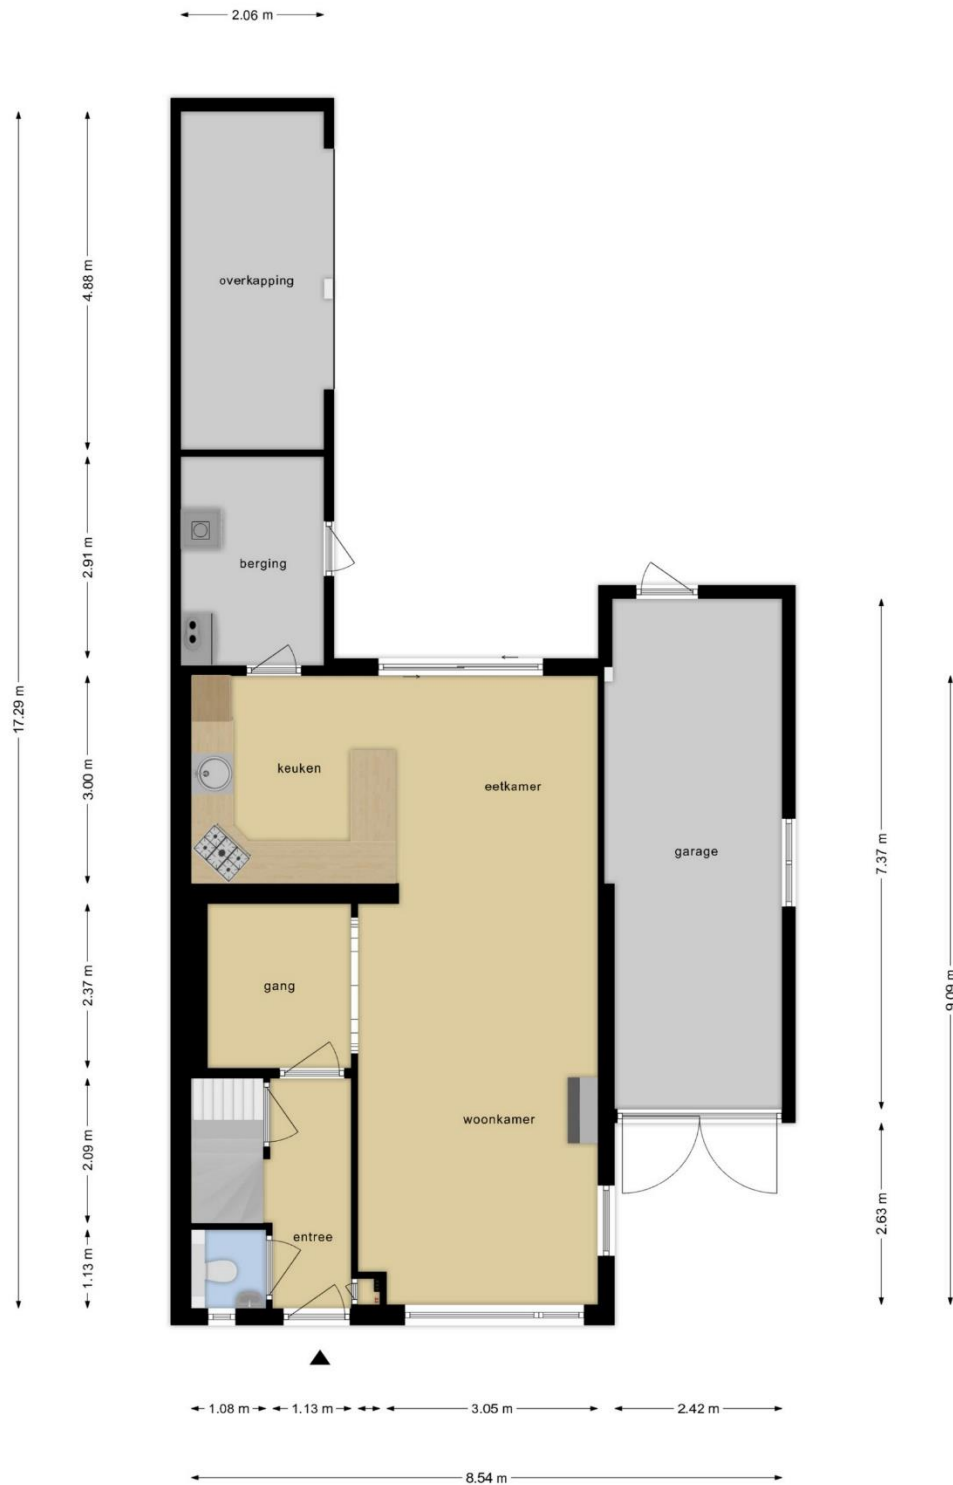 2.06 m
overkapping
4.88 m
berging
2.91 m
17.29 m
keuken
eetkamer
3.00 m
garage
7.37 m
gang
2.37 m
9.09 m
woonkamer
2.09 m
entree
2.63 m
1.13 m
1.08 m
1.13 m
3.05 m
2.42 m
8.54 m